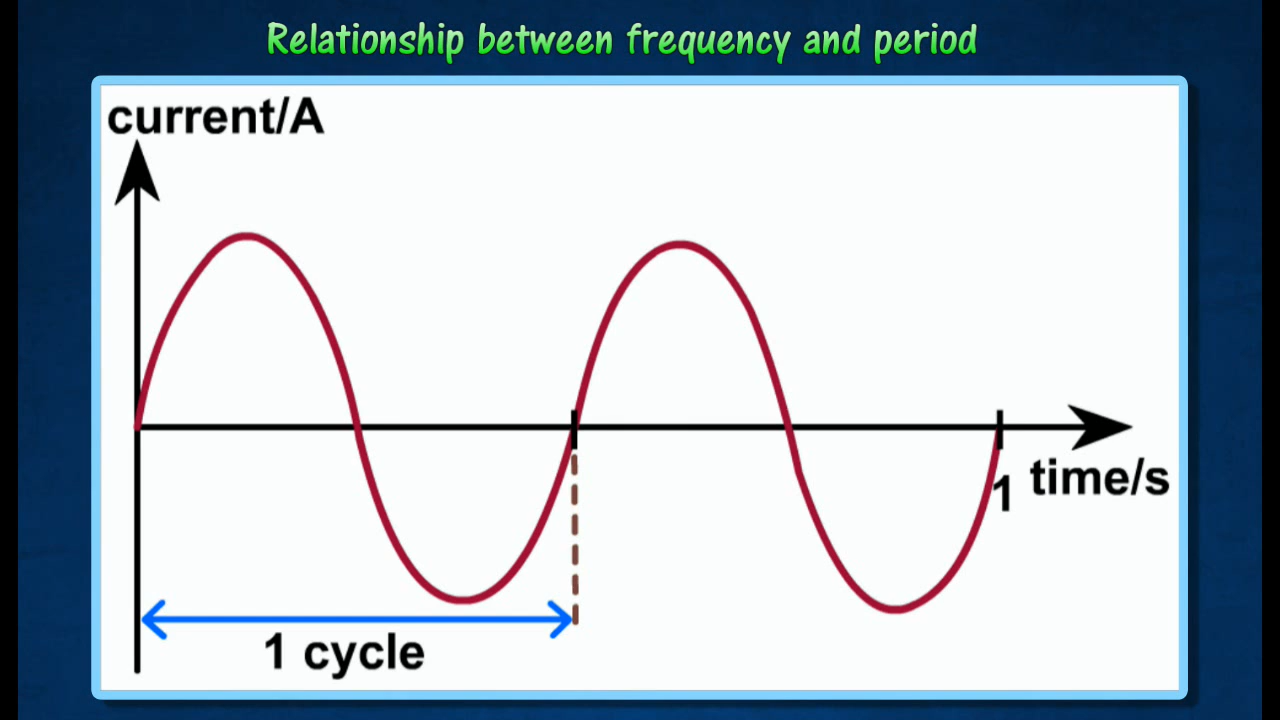 Relationship between frequency and period
current/A
1
time/s
1 cycle